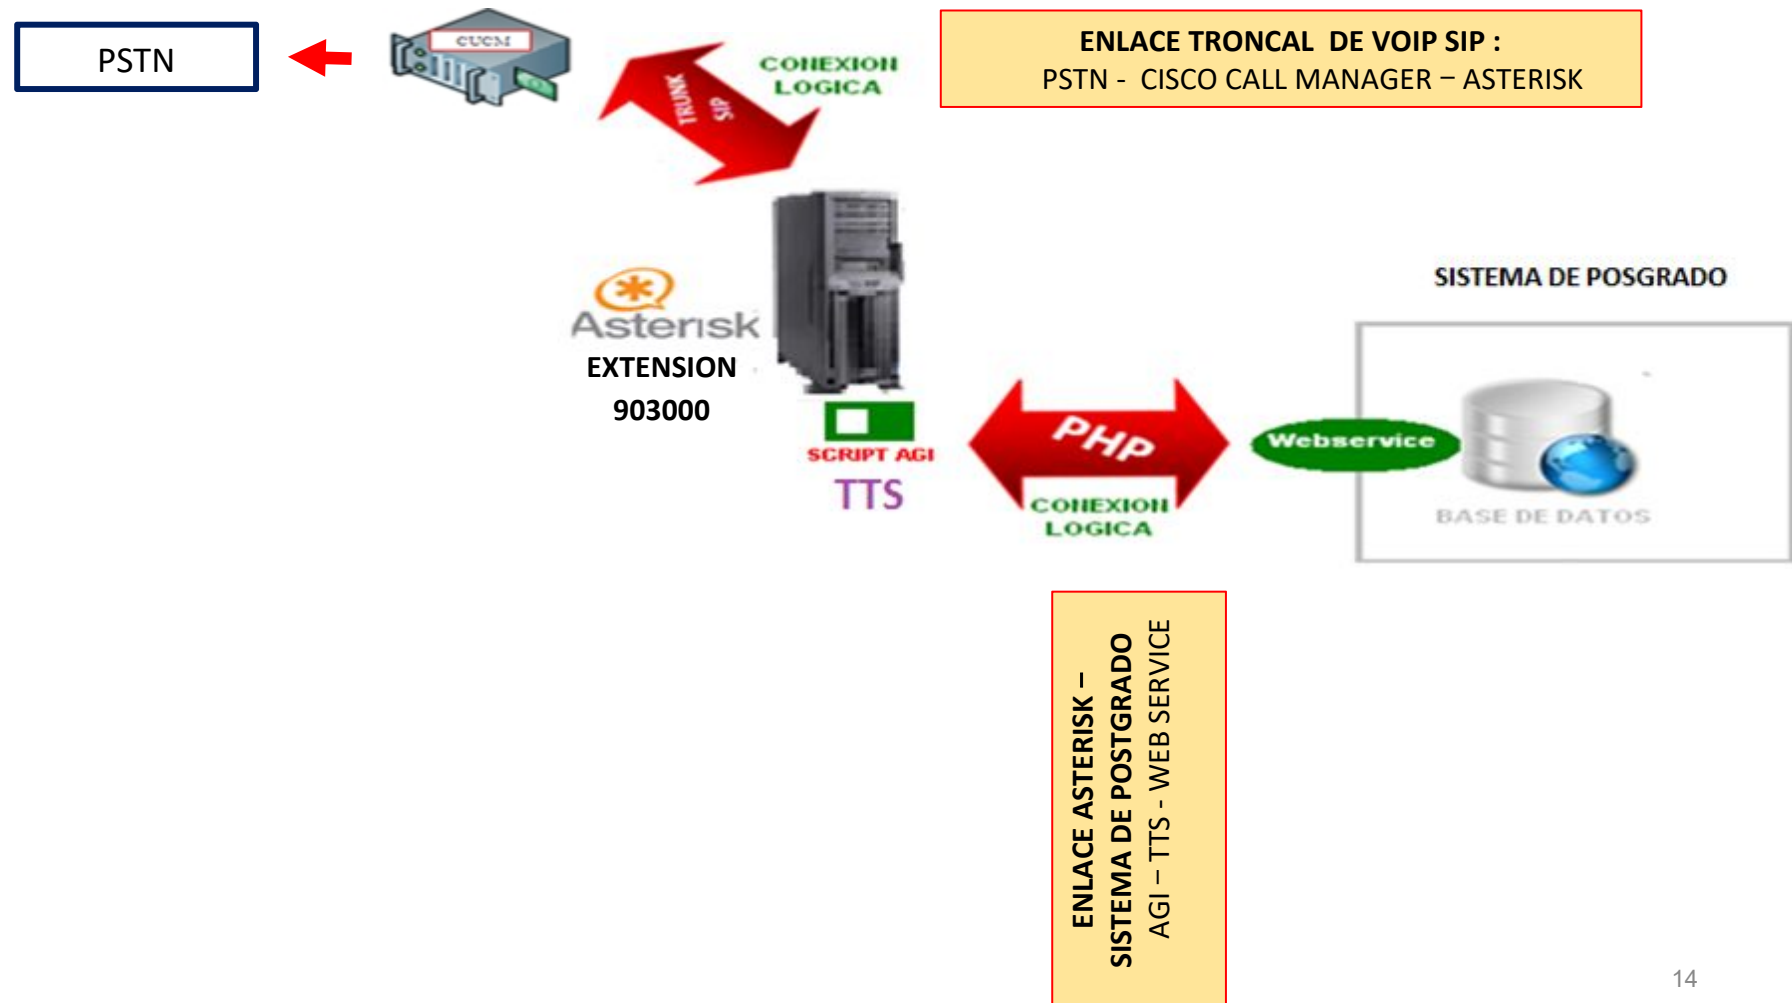 PSTN
CUCM
TRUNK
SIP
CONEXION
LOGICA
ENLACE TRONCAL DE VOIP SIP :
PSTN - CISCO CALL MANAGER – ASTERISK
Asterisk
EXTENSION
903000
SCRIPT AGI
TTS
PHP
CONEXION
LOGICA
SISTEMA DE POSGRADO
Webservice
BASE DE DATOS
ENLACE ASTERISK –
SISTEMA DE POSTGRADO
AGI – TTS - WEB SERVICE
14